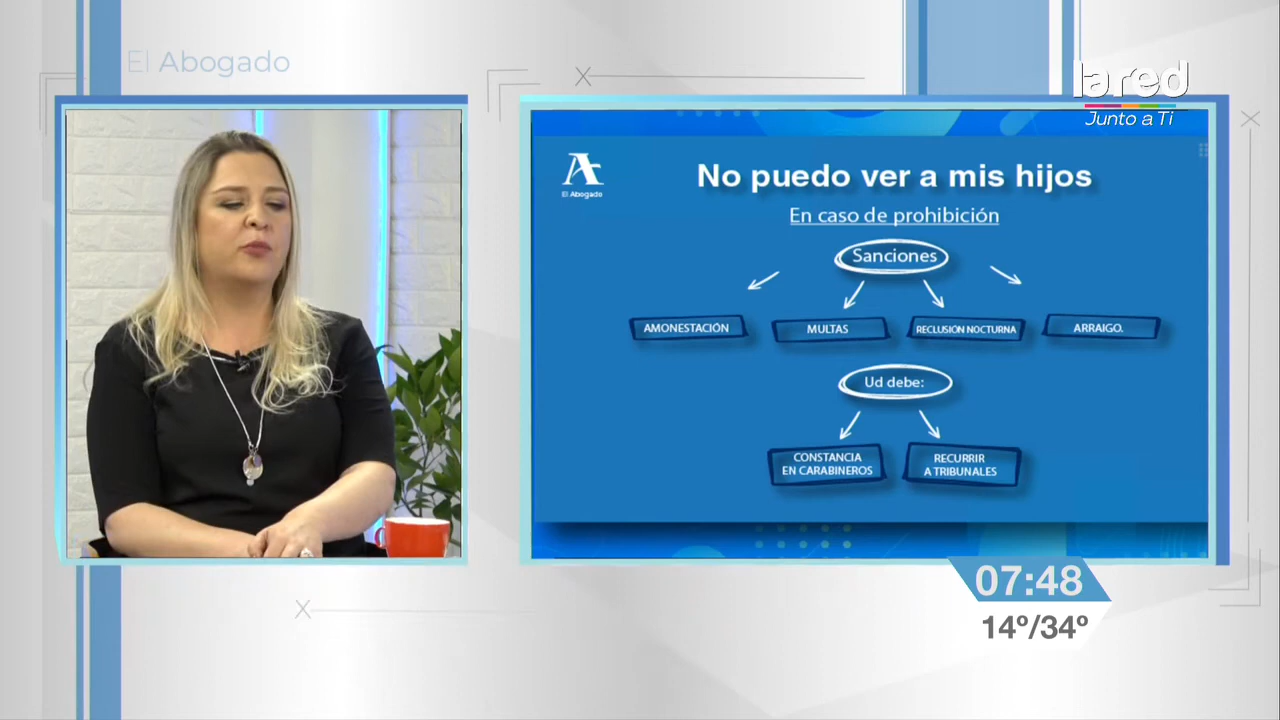 El Abogado
la red
Junto a Ti
El Abogado
No puedo ver a mis hijos
En caso de prohibición
Sanciones
AMONESTACIÓN
MULTAS
RECLUSIÓN NOCTURNA
ARRAIGO.
Ud debe:
CONSTANCIA
EN CARABINEROS
RECURRIR
A TRIBUNALES
07:48
14º/34º